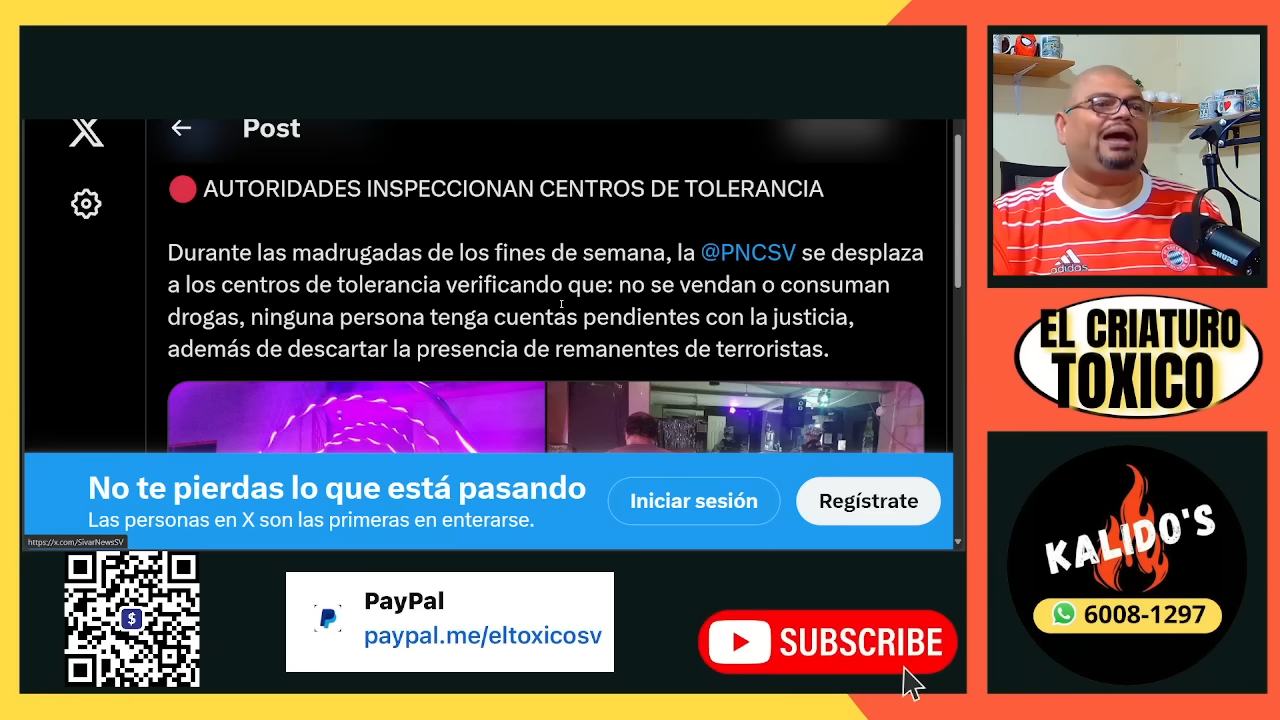 Post
AUTORIDADES INSPECCIONAN CENTROS DE TOLERANCIA
Durante las madrugadas de los fines de semana, la @PNCSV se desplaza
a los centros de tolerancia verificando que: no se vendan o consuman
drogas, ninguna persona tenga cuentas pendientes con la justicia,
además de descartar la presencia de remanentes de terroristas.
No te pierdas lo que está pasando
Las personas en X son las primeras en enterarse.
Iniciar sesión
Regístrate
https://x.com/SivarNewsSV
PayPal
paypal.me/eltoxicosv
SUBSCRIBE
adidas
SHURE
EL CRIATURO
TOXICO
KALIDO'S
6008-1297